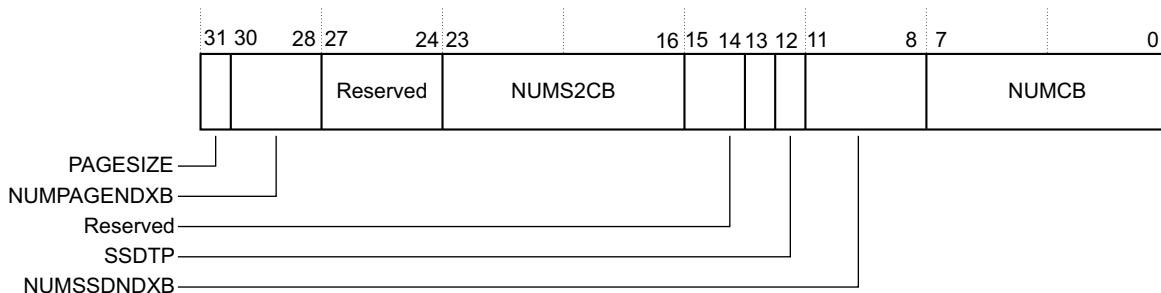 31 30 28 27 24 23 16 15 14 13 12 11 8 7 0
Reserved NUMS2CB NUMCB
PAGESIZE
NUMPAGENDXB
Reserved
SSDTP
NUMSSDNDXB